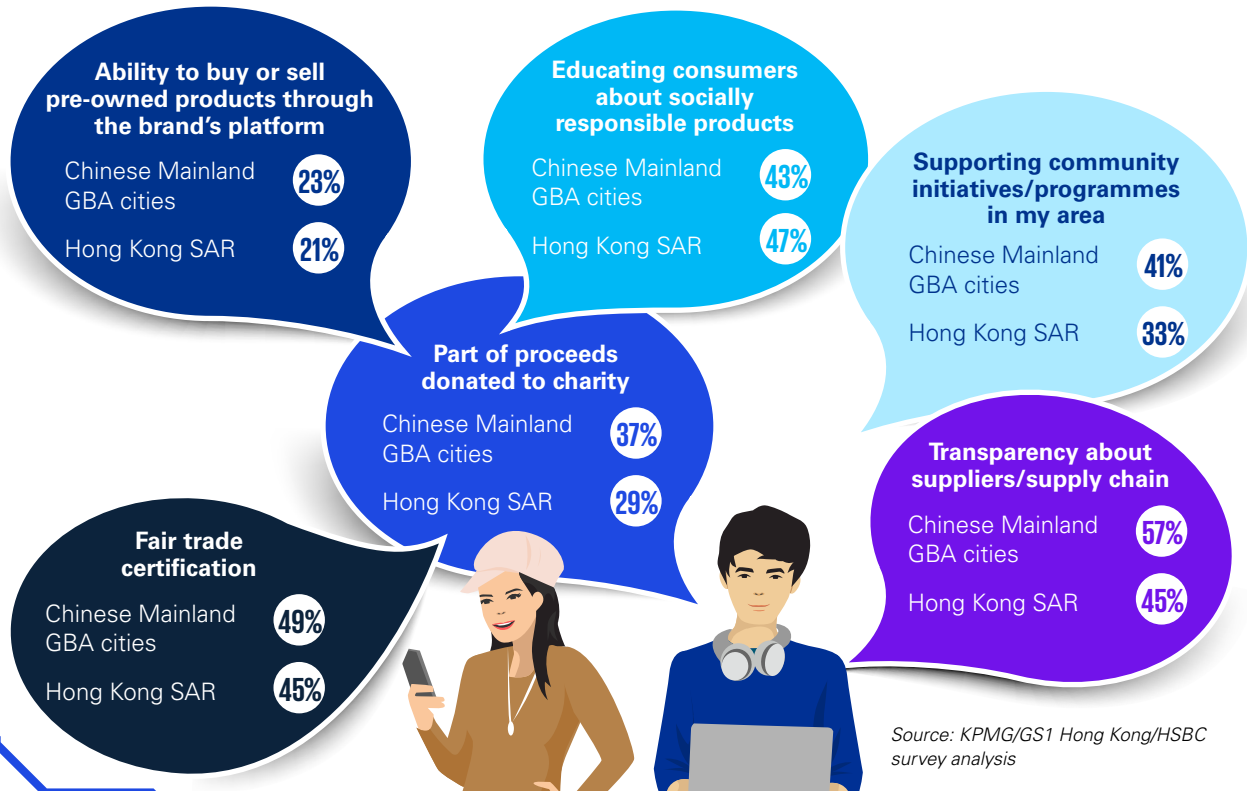 Ability to buy or sell
pre-owned products through
the brand's platform
Chinese Mainland
GBA cities
23%
Hong Kong SAR
21%
Educating consumers
about socially
responsible products
Chinese Mainland
GBA cities
43%
Hong Kong SAR
47%
Supporting community
initiatives/programmes
in my area
Chinese Mainland
GBA cities
41%
Hong Kong SAR
33%
Part of proceeds
donated to charity
Chinese Mainland
GBA cities
37%
Hong Kong SAR
29%
Transparency about
suppliers/supply chain
Chinese Mainland
GBA cities
57%
Hong Kong SAR
45%
Fair trade
certification
Chinese Mainland
GBA cities
49%
Hong Kong SAR
45%
Source: KPMG/GS1 Hong Kong/HSBC
survey analysis